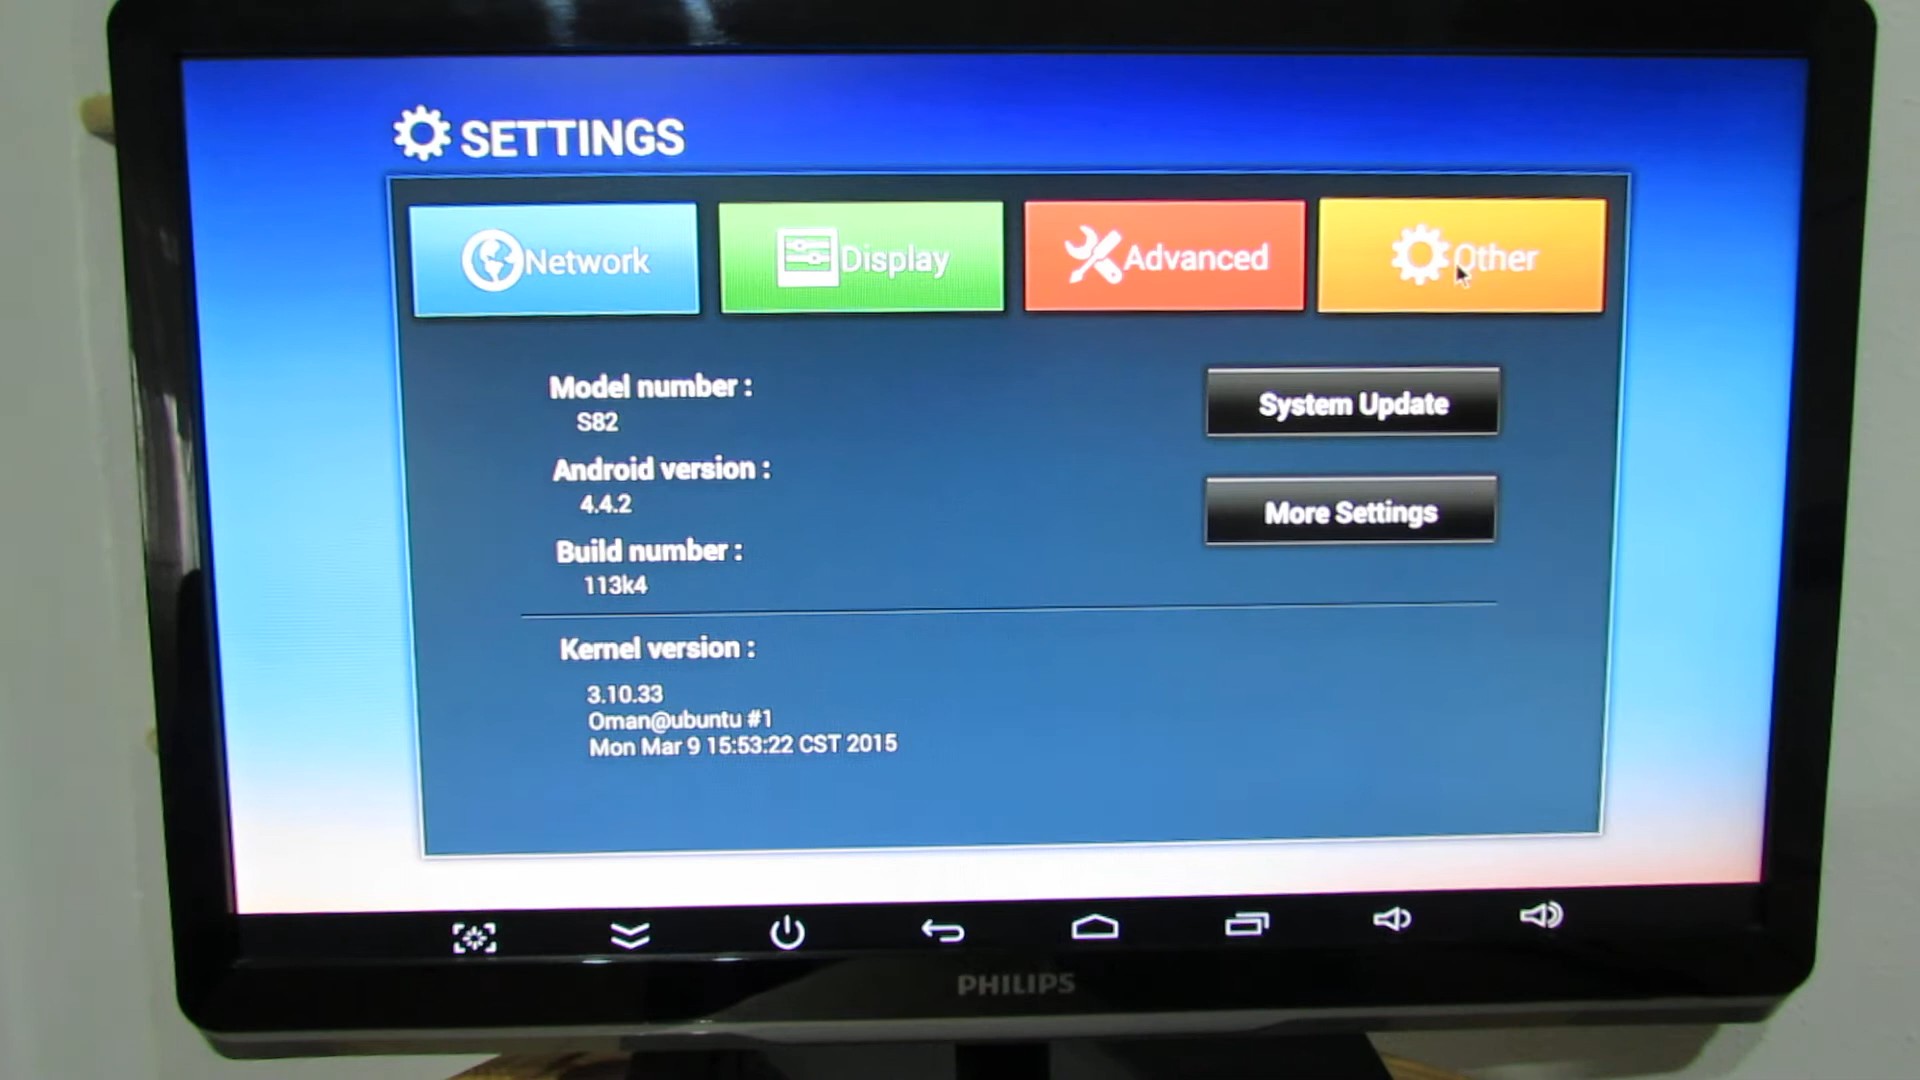 SETTINGS
Network
Display
Advanced
Other
Model number :
S82
System Update
Android version :
4.4.2
More Settings
Build number :
113k4
Kernel version :
3.10.33
Oman@ubuntu #1
Mon Mar 9 15:53:22 CST 2015
PHILIPS